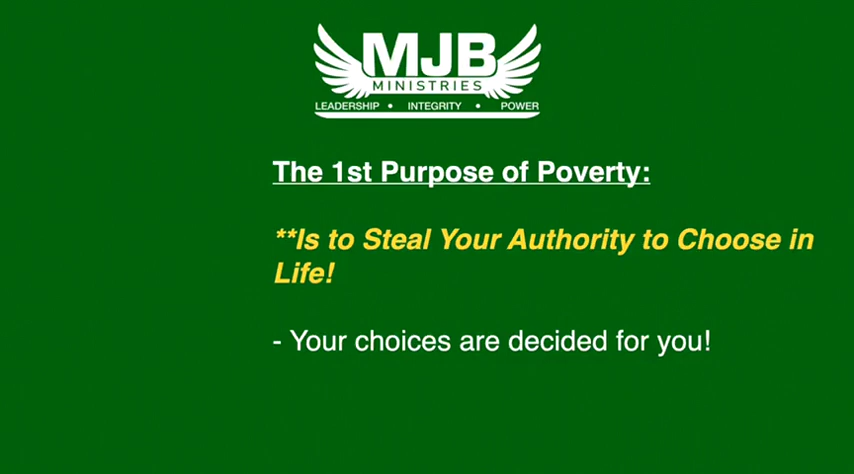 MJB
MINISTRIES
LEADERSHIP • INTEGRITY • POWER
The 1st Purpose of Poverty:
**Is to Steal Your Authority to Choose in
Life!
- Your choices are decided for you!